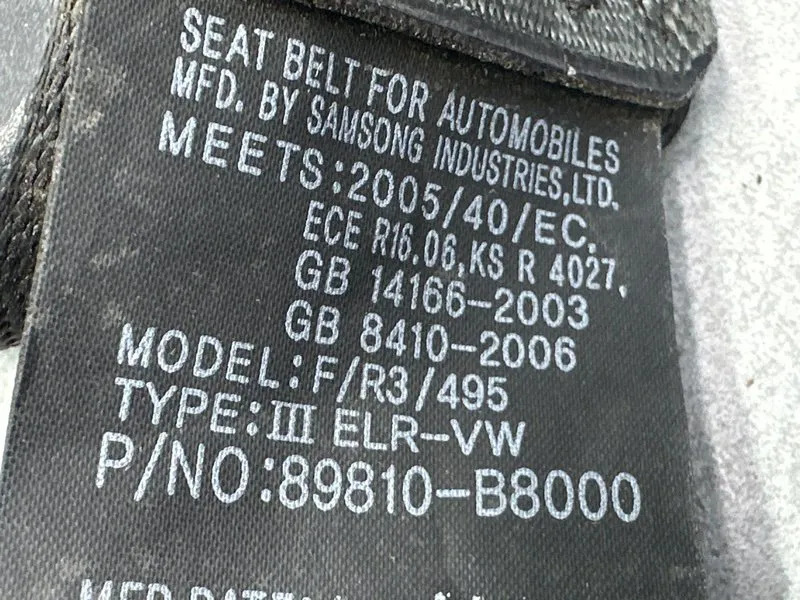 SEAT BELT FOR AUTOMOBILES
MFD. BY SAMSONG INDUSTRIES,LTD.
MEETS:2005/40/EC.
ECE R16.06,KS R 4027,
GB 14166-2003
GB 8410-2006
MODEL:F/R3/495
TYPE:III ELR-VW
P/NO:89810-B8000